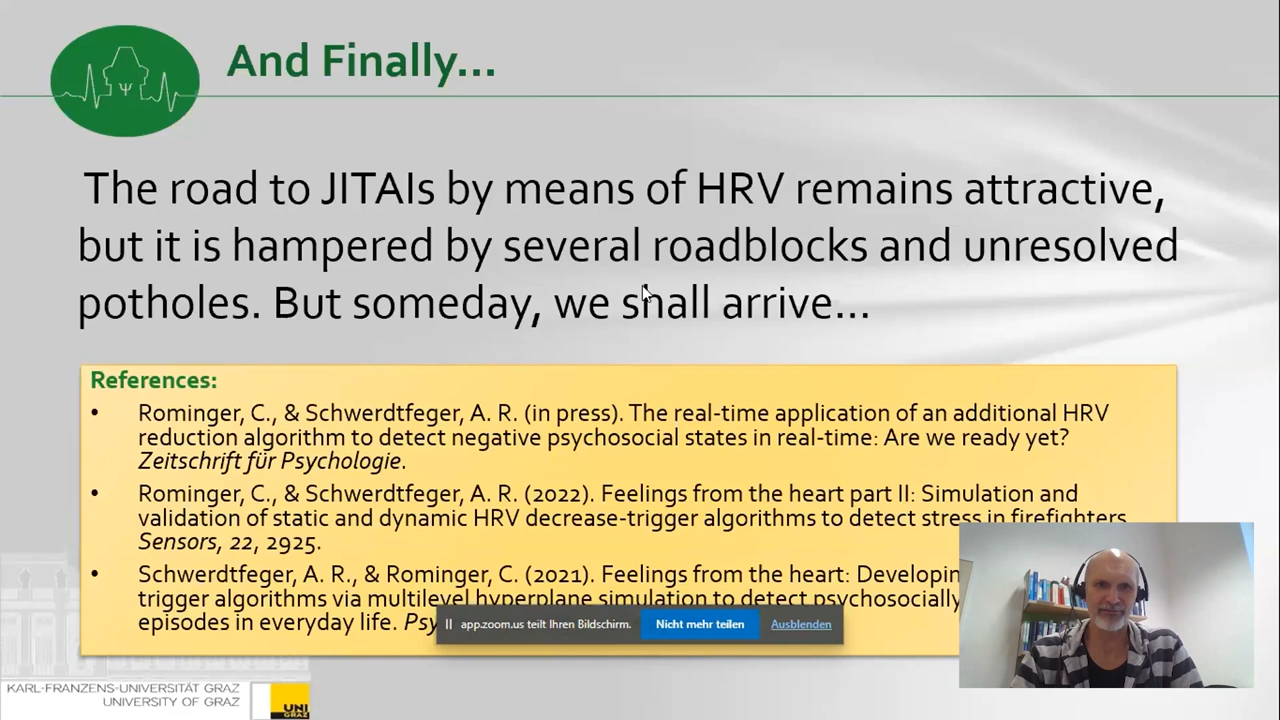 And Finally...
The road to JITAIs by means of HRV remains attractive,
but it is hampered by several roadblocks and unresolved
potholes. But someday, we shall arrive...
References:
• Rominger, C., & Schwerdtfeger, A. R. (in press). The real-time application of an additional HRV
reduction algorithm to detect negative psychosocial states in real-time: Are we ready yet?
Zeitschrift für Psychologie.
• Rominger, C., & Schwerdtfeger, A. R. (2022). Feelings from the heart part II: Simulation and
validation of static and dynamic HRV decrease-trigger algorithms to detect stress in firefighters.
Sensors, 22, 2925.
• Schwerdtfeger, A. R., & Rominger, C. (2021). Feelings from the heart: Developin
trigger algorithms via multilevel hyperplane simulation to detect psychosocially
episodes in everyday life. Psy
app.zoom.us teilt Ihren Bildschirm. Nicht mehr teilen Ausblenden
KARL-FRANZENS-UNIVERSITÄT GRAZ
UNIVERSITY OF GRAZ
UNI
GRAZ